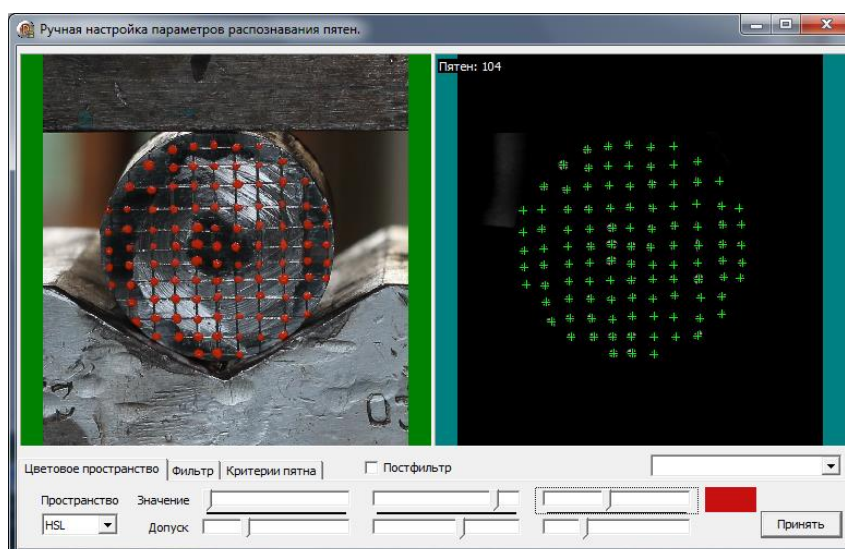 Ручная настройка параметров распознавания пятен.
Пятен: 104
Цветовое пространство Фильтр Критерии пятна Постфильтр
Пространство Значение
HSL Допуск Принять